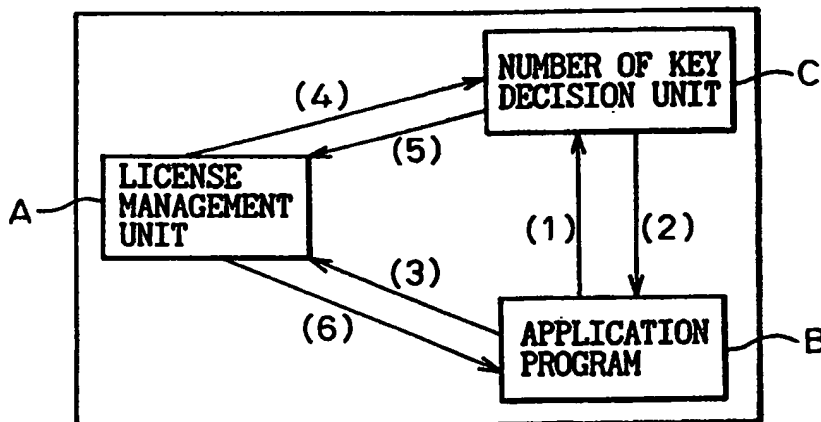 NUMBER OF KEY
DECISION UNIT
C
(4)
(5)
A
LICENSE
MANAGEMENT
UNIT
(1)
(2)
(3)
(6)
APPLICATION
PROGRAM
B